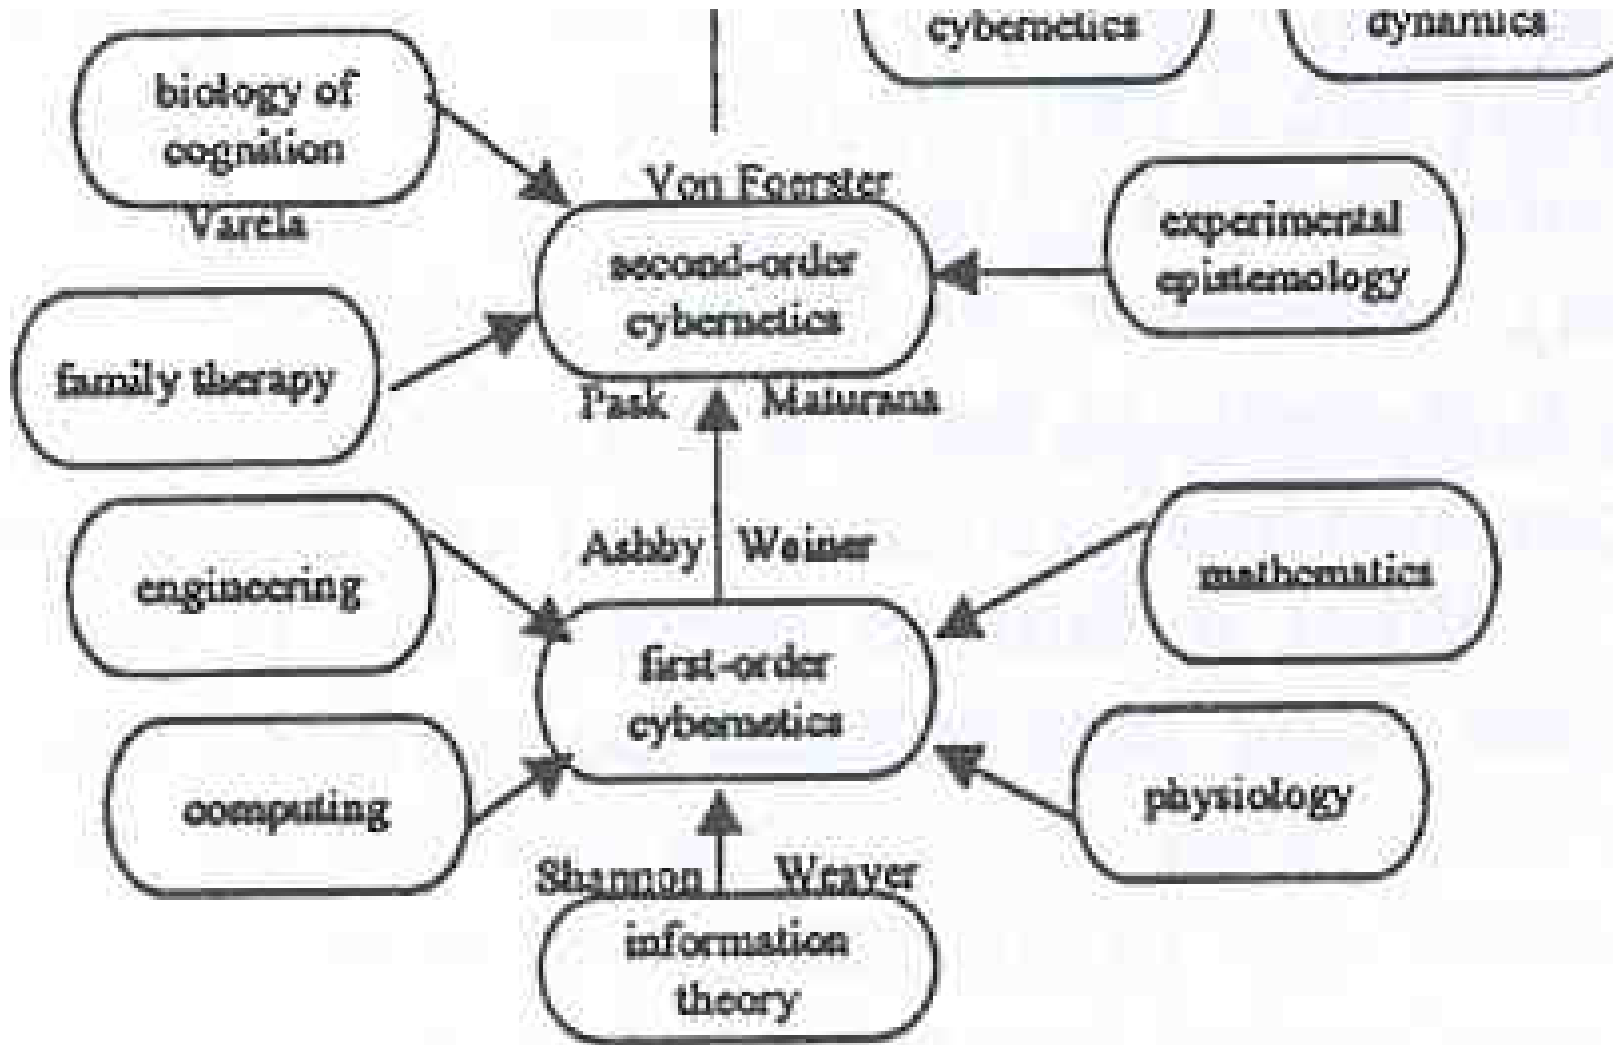 cybernetics
dynamics
biology of
cognition
Varela
Von Foerster
second-order
cybernetics
Pask Maturana
experimental
epistemology
family therapy
Ashby Weiner
engineering
mathematics
first-order
cybernetics
computing
physiology
Shannon Weaver
information
theory